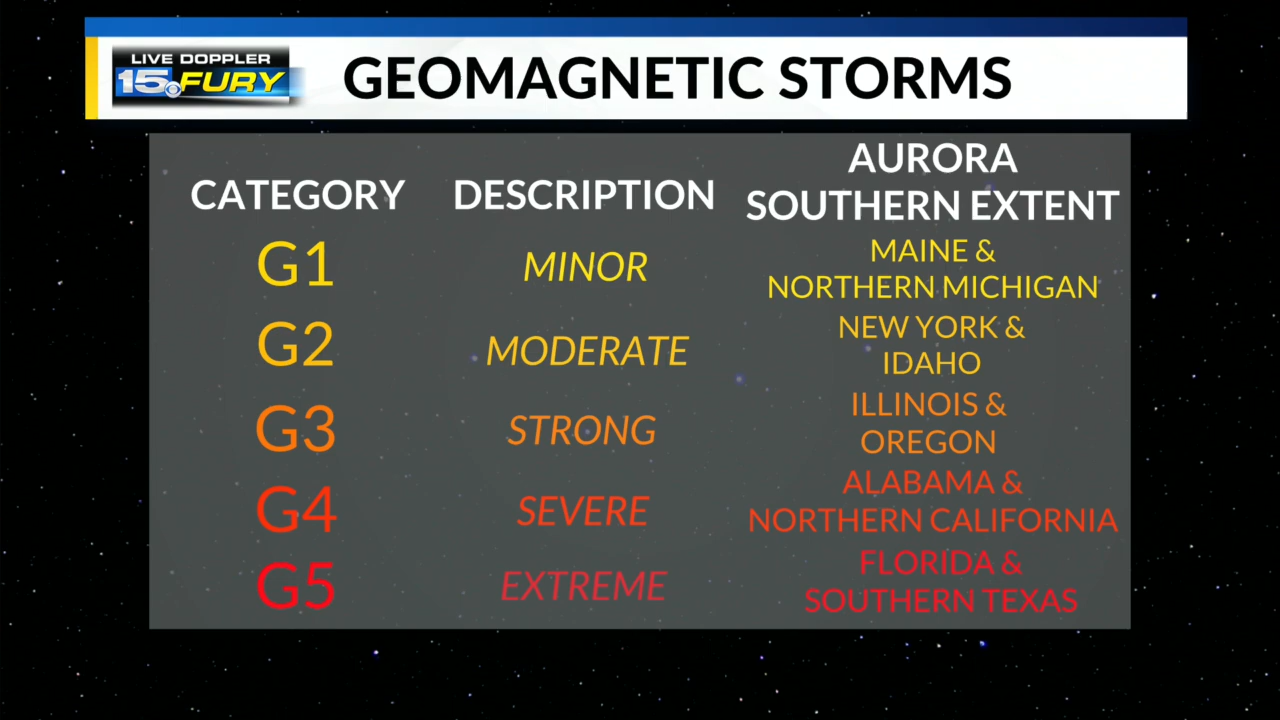 LIVE DOPPLER
15 FURY
GEOMAGNETIC STORMS
CATEGORY
DESCRIPTION
AURORA
SOUTHERN EXTENT
G1
MINOR
MAINE &
NORTHERN MICHIGAN
G2
MODERATE
NEW YORK &
IDAHO
G3
STRONG
ILLINOIS &
OREGON
G4
SEVERE
ALABAMA &
NORTHERN CALIFORNIA
G5
EXTREME
FLORIDA &
SOUTHERN TEXAS